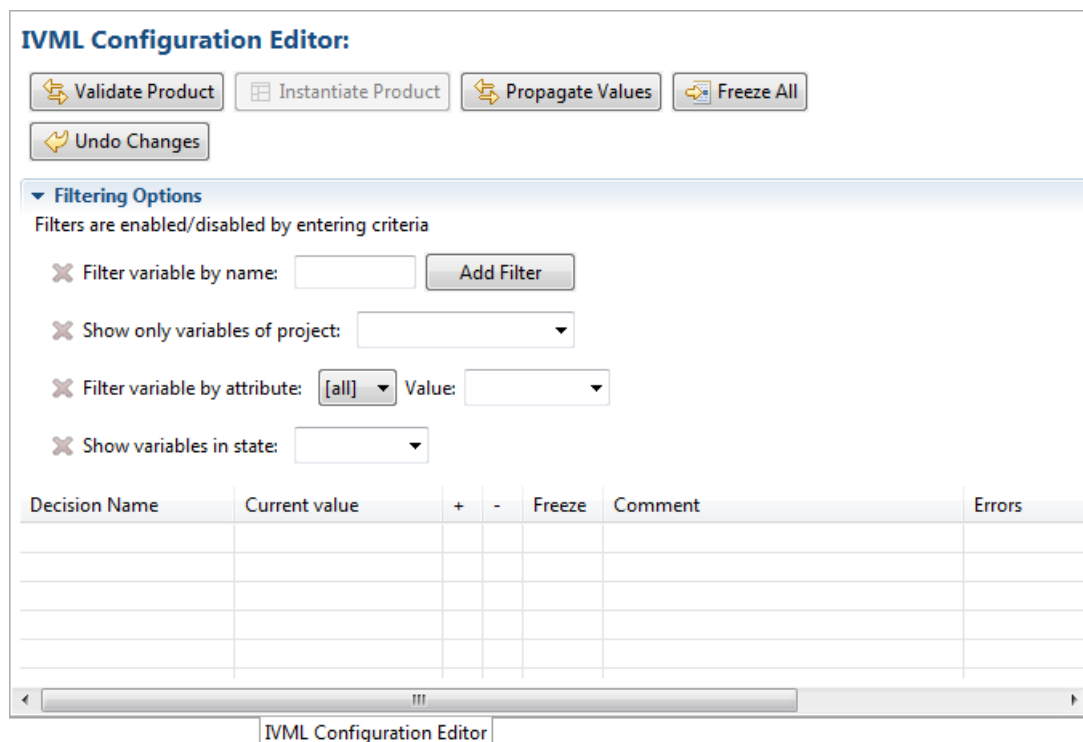 IVML Configuration Editor:
Validate Product Instantiate Product Propagate Values Freeze All
Undo Changes
Filtering Options
Filters are enabled/disabled by entering criteria
Filter variable by name: Add Filter
Show only variables of project:
Filter variable by attribute: [all] Value:
Show variables in state:
Decision Name Current value + - Freeze Comment Errors
IVML Configuration Editor